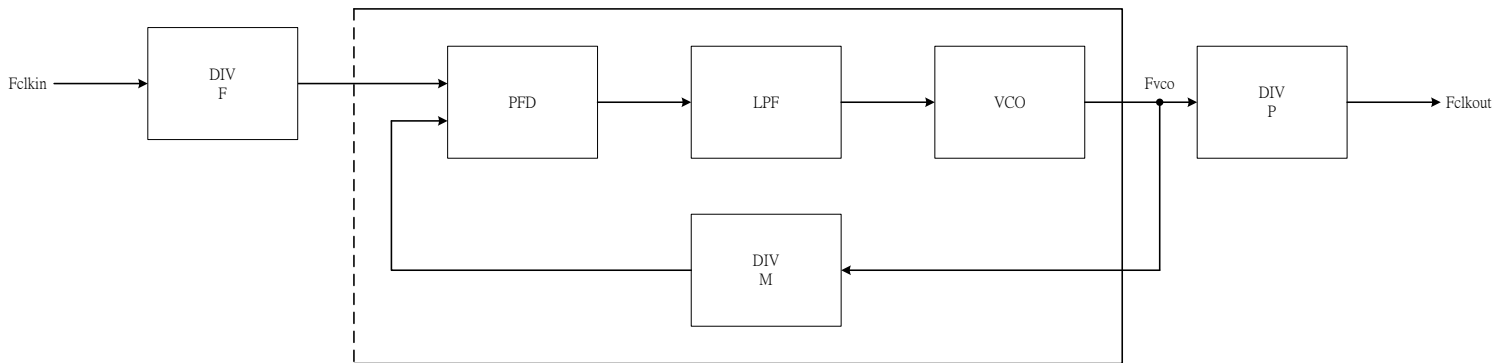 Fclkin
DIV
F
PFD
LPF
VCO
Fvco
DIV
P
Fclkout
DIV
M